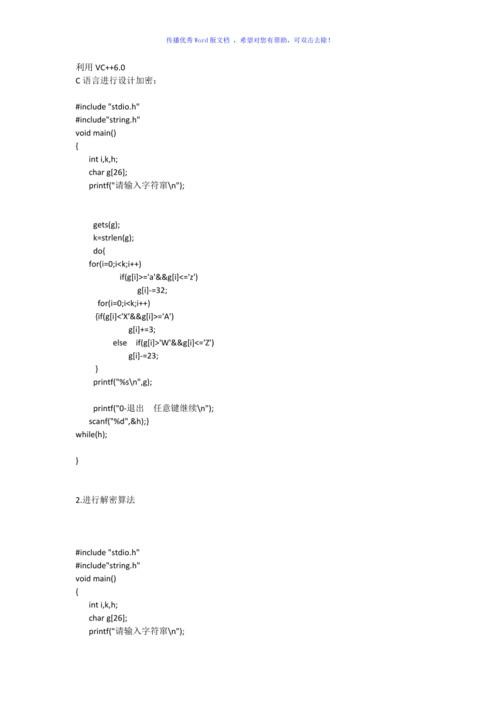 传播优秀Word版文档 ，希望对您有帮助，可双击去除！
利用 VC++6.0
C 语言进行设计加密：
#include "stdio.h"
#include"string.h"
void main()
{
int i,k,h;
char g[26];
printf("请输入字符窜\n");
gets(g);
k=strlen(g);
do{
for(i=0;i<k;i++)
if(g[i]>='a'&&g[i]<='z')
g[i]-=32;
for(i=0;i<k;i++)
{if(g[i]<'X'&&g[i]>='A')
g[i]+=3;
else if(g[i]>'W'&&g[i]<='Z')
g[i]-=23;
}
printf("%s\n",g);
printf("0-退出 任意键继续\n");
scanf("%d",&h);}
while(h);
}
2.进行解密算法
#include "stdio.h"
#include"string.h"
void main()
{
int i,k,h;
char g[26];
printf("请输入字符窜\n");